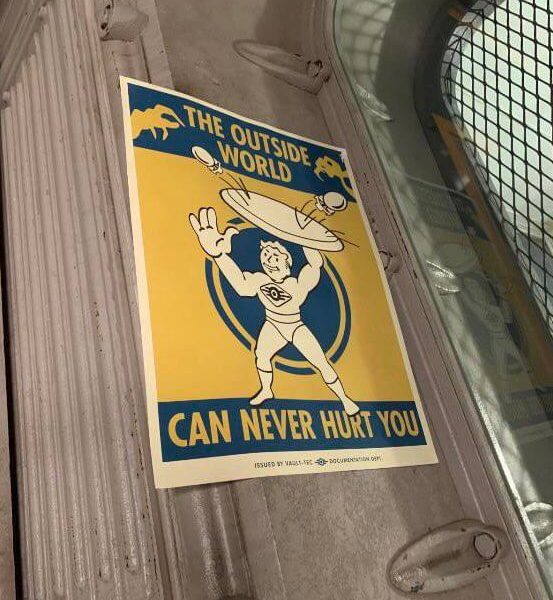 THE OUTSIDE
WORLD
CAN NEVER HURT YOU
ISSUED BY VAULT-TEC DOCUMENTATION DEPT.